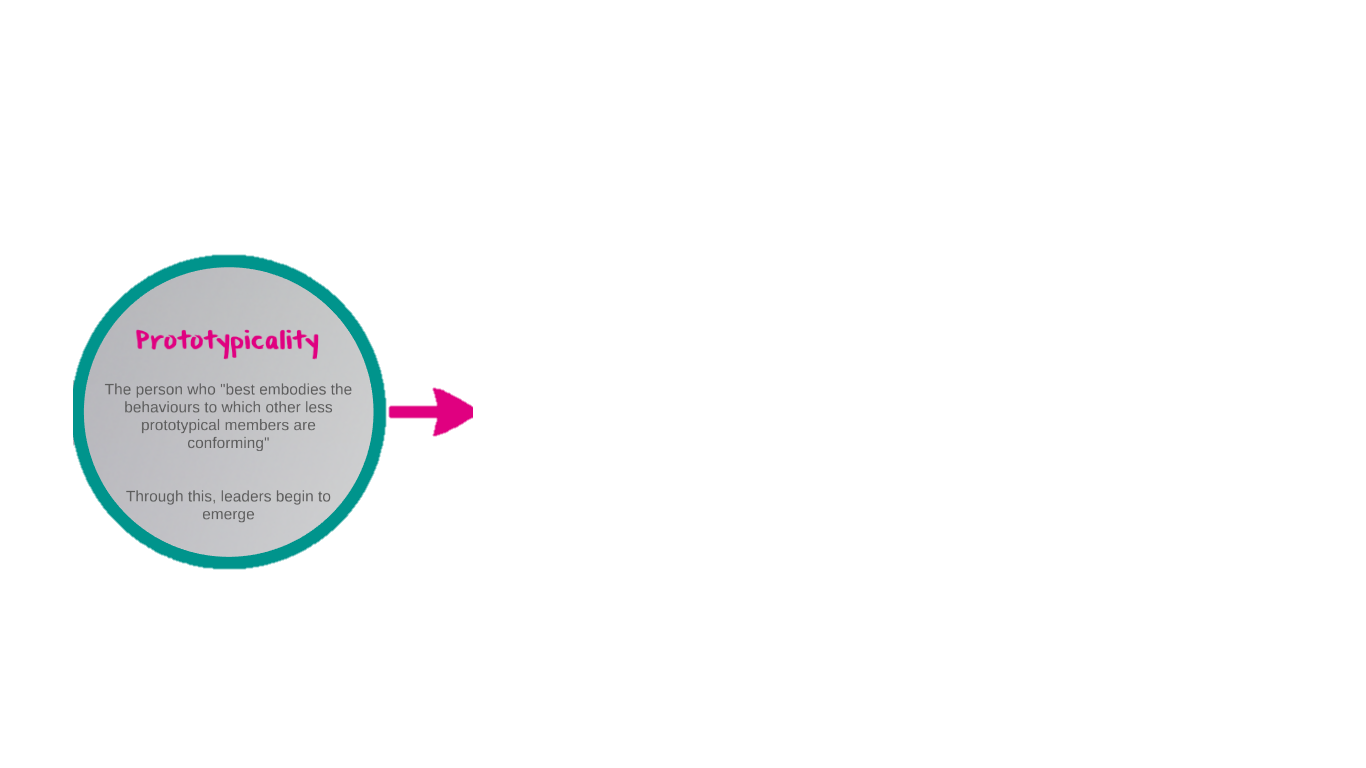 Prototypicality
The person who "best embodies the
behaviours to which other less
prototypical members are
conforming"
Through this, leaders begin to
emerge